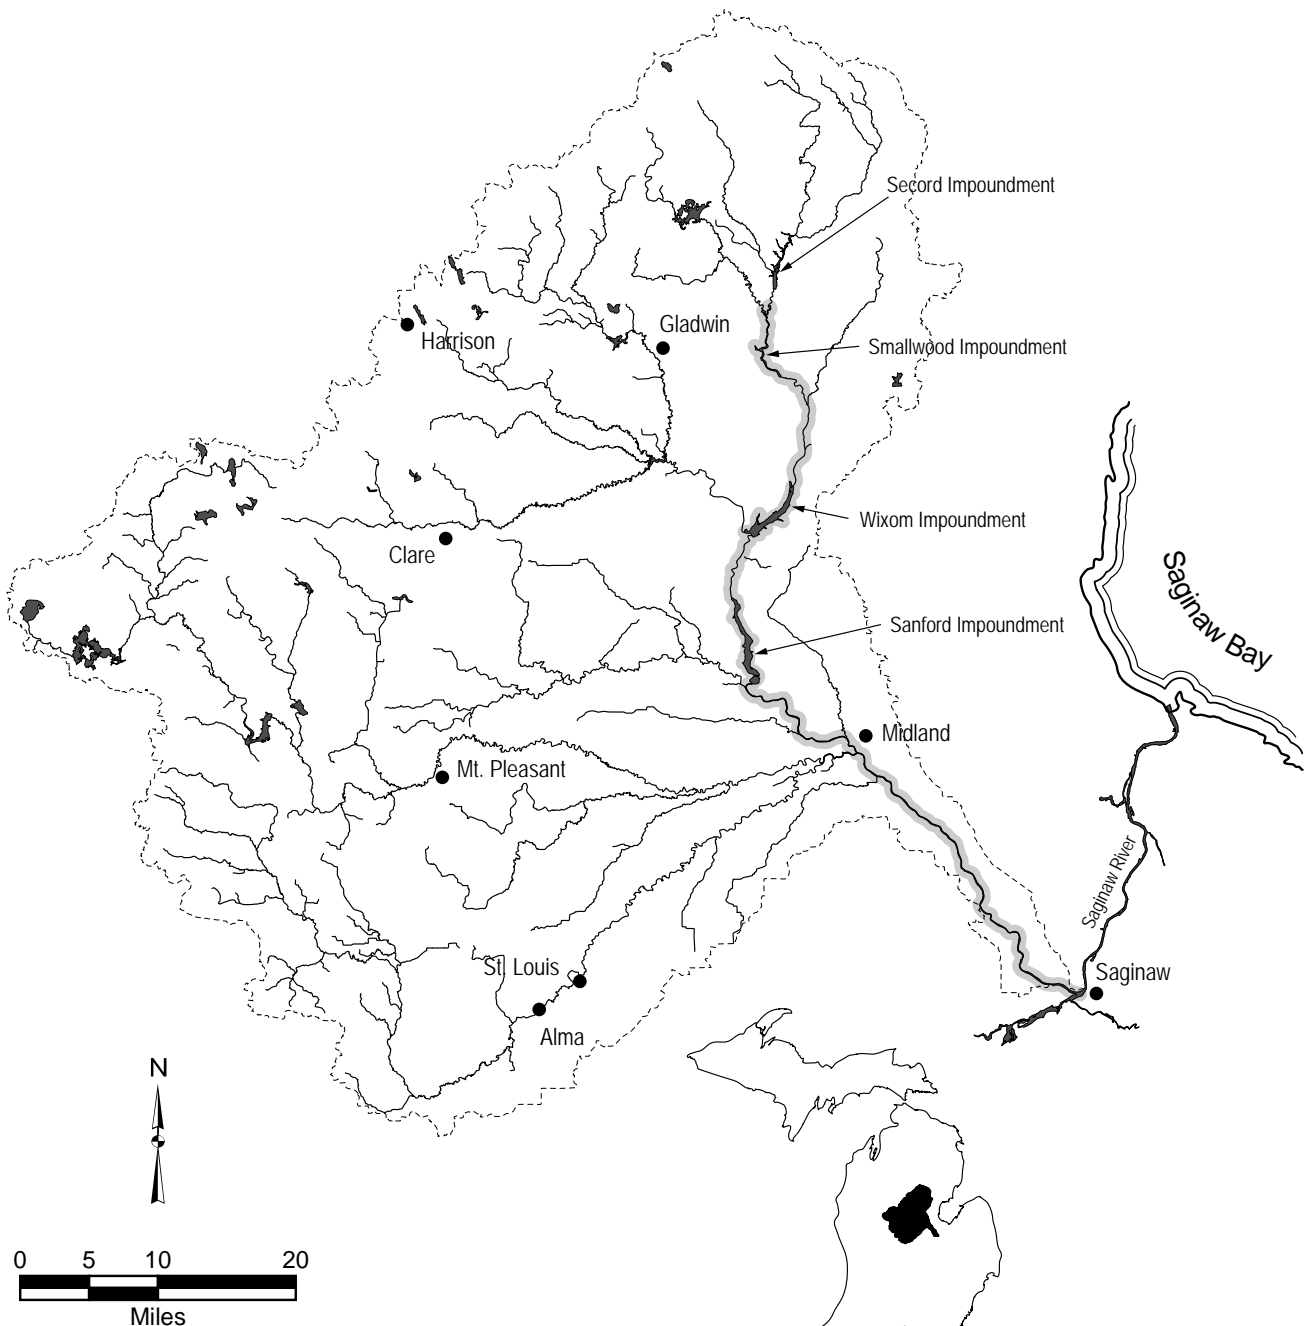 Secord Impoundment
Gladwin
Harrison
Smallwood Impoundment
Wixom Impoundment
Clare
Saginaw Bay
Sanford Impoundment
Midland
Mt. Pleasant
Saginaw River
St. Louis
Saginaw
Alma
N
0 5 10 20
Miles